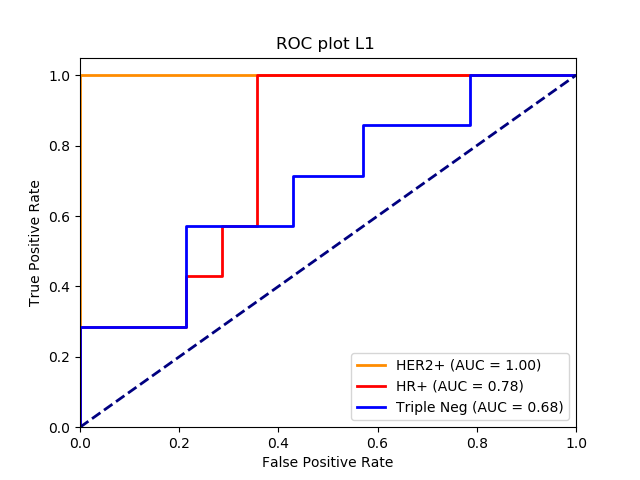 ROC plot L1
True Positive Rate
1.0
0.8
0.6
0.4
0.2
0.0
HER2+ (AUC = 1.00)
HR+ (AUC = 0.78)
Triple Neg (AUC = 0.68)
0.0 0.2 0.4 0.6 0.8 1.0
False Positive Rate